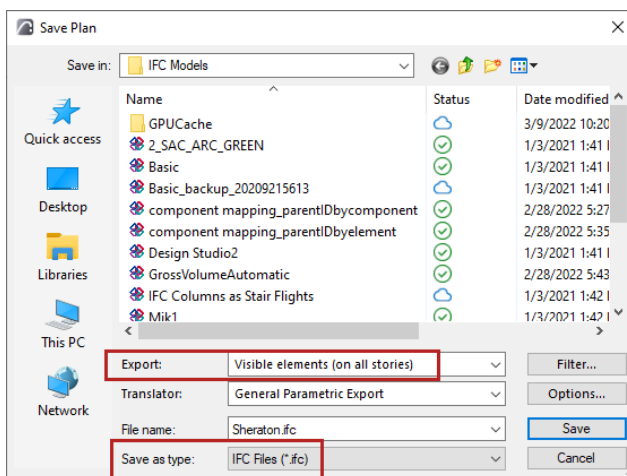 Save Plan
Save in: IFC Models
Name Status Date modified
GPUCache 3/9/2022 10:20
2_SAC_ARC_GREEN 1/3/2021 1:41
Basic 1/3/2021 1:41
Basic_backup_20209215613 1/3/2021 1:41
component mapping_parentIDbycomponent 2/28/2022 5:27
component mapping_parentIDbyelement 2/28/2022 5:35
Design Studio2 1/3/2021 1:41
GrossVolumeAutomatic 2/28/2022 5:43
IFC Columns as Stair Flights 1/3/2021 1:42
Mik1 1/3/2021 1:42
Quick access
Desktop
Libraries
This PC
Network
Export: Visible elements (on all stories) Filter...
Translator: General Parametric Export Options...
File name: Sheraton.ifc Save
Save as type: IFC Files (*.ifc) Cancel